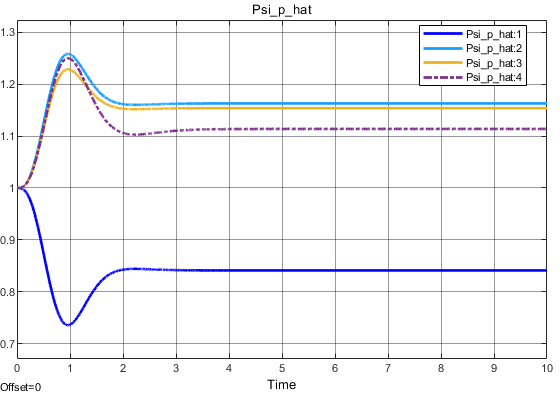 Psi_p_hat
Psi_p_hat:1
Psi_p_hat:2
Psi_p_hat:3
Psi_p_hat:4
1.3
1.2
1.1
1
0.9
0.8
0.7
0 1 2 3 4 5 6 7 8 9 10
Offset=0
Time